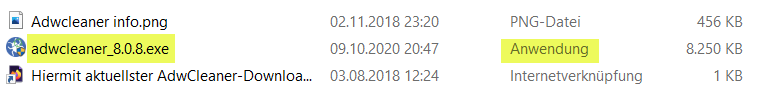 Adwcleaner info.png 02.11.2018 23:20 PNG-Datei 456 KB
adwcleaner_8.0.8.exe 09.10.2020 20:47 Anwendung 8.250 KB
Hiermit aktuellster AdwCleaner-Downloa... 03.08.2018 12:24 Internetverknüpfung 1 KB